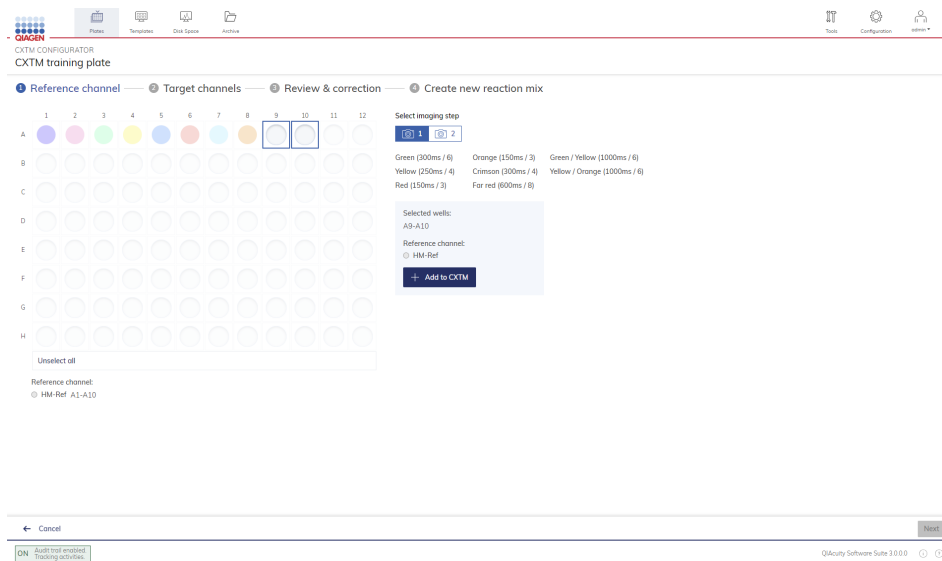 QIAGEN
Plates Templates Disk Space Archive Tools Configuration admin
CXTM CONFIGURATOR
CXTM training plate
1 Reference channel 2 Target channels 3 Review & correction 4 Create new reaction mix
1 2 3 4 5 6 7 8 9 10 11 12
A
B
C
D
E
F
G
H
Unselect all
Reference channel:
HM-Ref A1-A10
Select imaging step
1 2
Green (300ms / 6) Orange (150ms / 3) Green / Yellow (1000ms / 6)
Yellow (250ms / 4) Crimson (300ms / 4) Yellow / Orange (1000ms / 6)
Red (150ms / 3) Far red (600ms / 8)
Selected wells:
A9-A10
Reference channel:
HM-Ref
+ Add to CXTM
← Cancel Next
ON Audit trail enabled. Tracking activities.
QIAcuity Software Suite 3.0.0.0